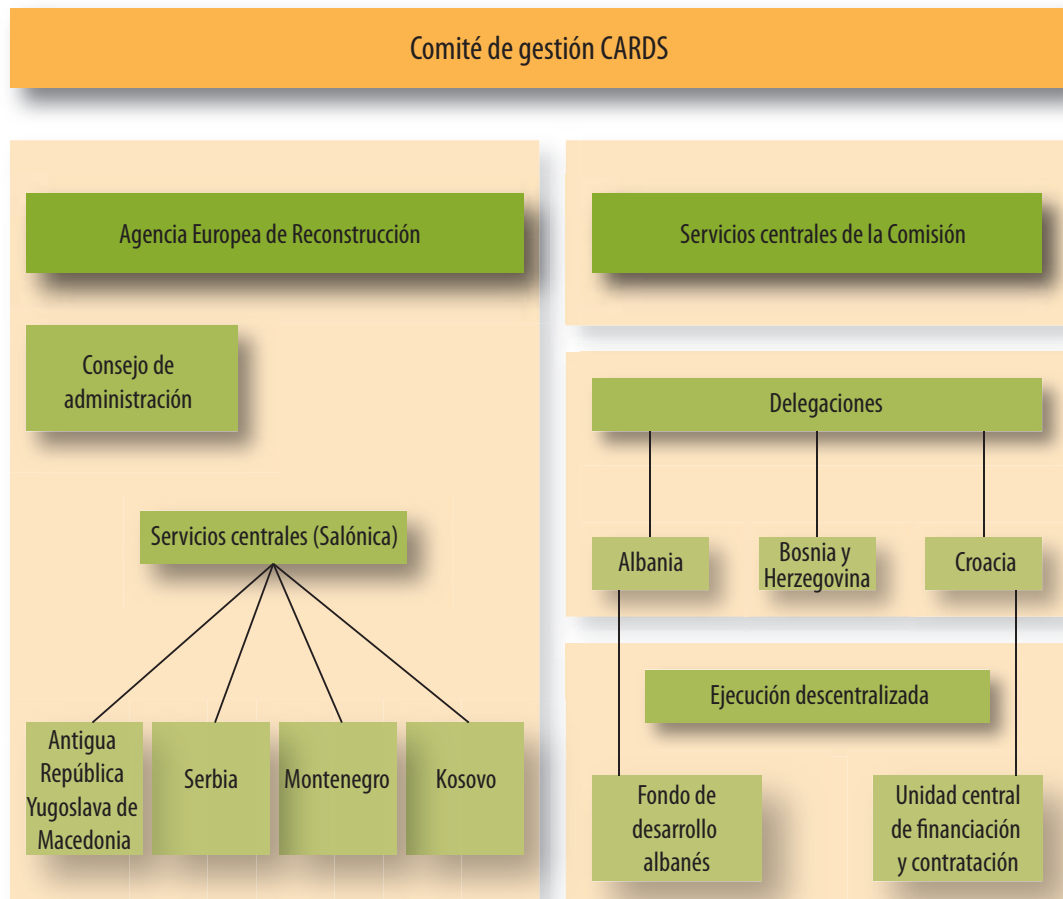 Comité de gestión CARDS
Agencia Europea de Reconstrucción
Servicios centrales de la Comisión
Consejo de
administración
Delegaciones
Servicios centrales (Salónica)
Albania
Bosnia y
Herzegovina
Croacia
Ejecución descentralizada
Antigua
República
Yugoslava de
Macedonia
Serbia
Montenegro
Kosovo
Fondo de
desarrollo
albanés
Unidad central
de financiación
y contratación